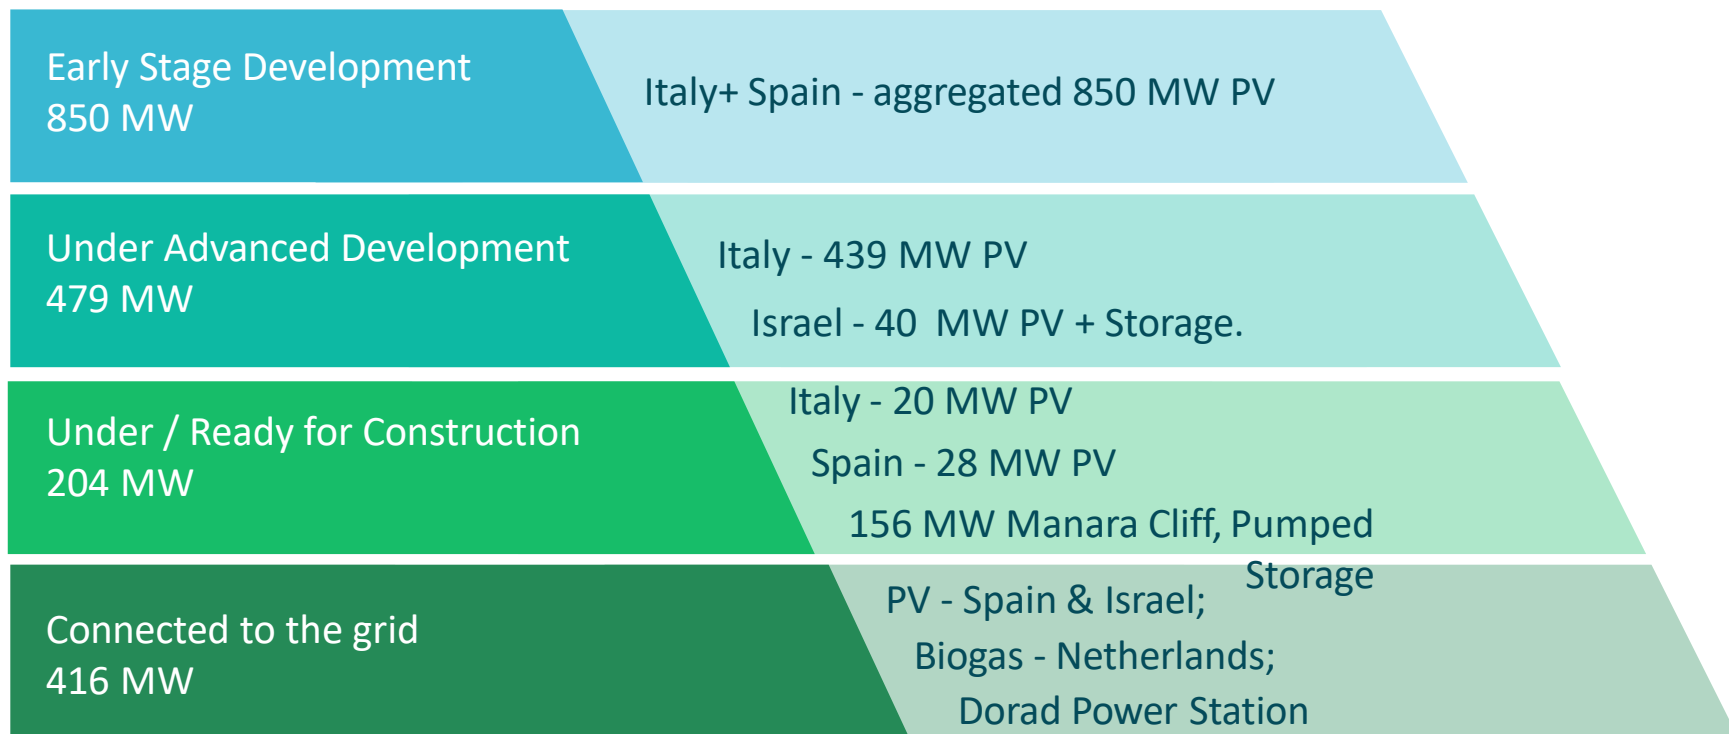 Early Stage Development
850 MW
Italy+ Spain - aggregated 850 MW PV
Under Advanced Development
479 MW
Italy - 439 MW PV
Israel - 40  MW PV + Storage.
Under / Ready for Construction
204 MW
Italy - 20 MW PV
Spain - 28 MW PV
156 MW Manara Cliff, Pumped
Storage
Connected to the grid
416 MW
PV - Spain & Israel;
Biogas - Netherlands;
Dorad Power Station